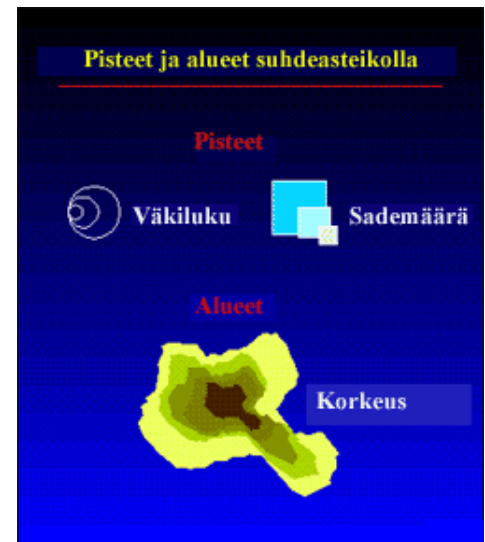 Pisteet ja alueet suhdeasteikolla
Pisteet
Väkiluku
Sademäärä
Alueet
Korkeus